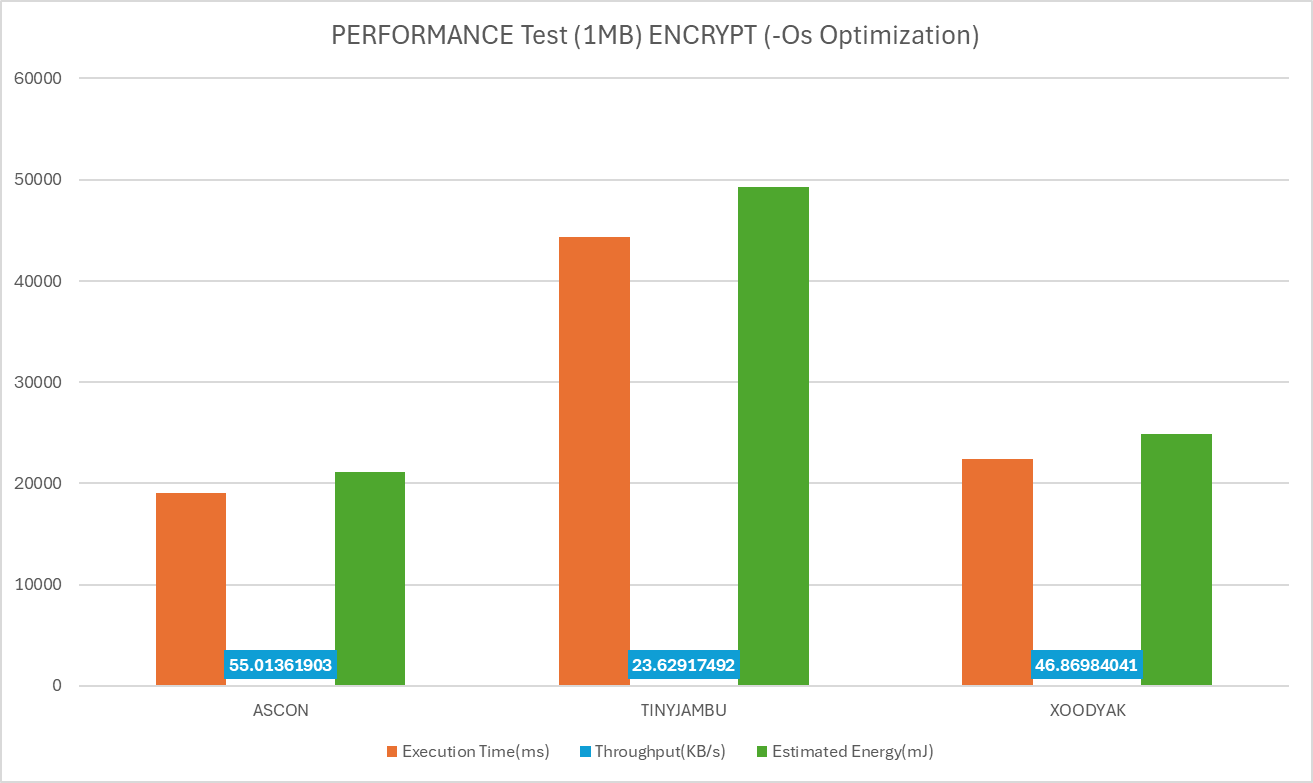 PERFORMANCE Test (1MB) ENCRYPT (-Os Optimization)
60000
50000
40000
30000
20000
10000
0
55.01361903
23.62917492
46.86984041
ASCON
TINYJAMBU
XOODYAK
Execution Time(ms)
Throughput(KB/s)
Estimated Energy(mJ)